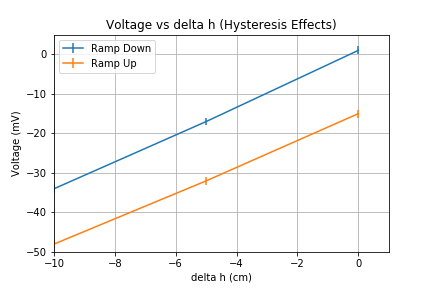 Voltage vs delta h (Hysteresis Effects)
Ramp Down
Ramp Up
Voltage (mV)
0
−10
−20
−30
−40
−50
−10 −8 −6 −4 −2 0
delta h (cm)